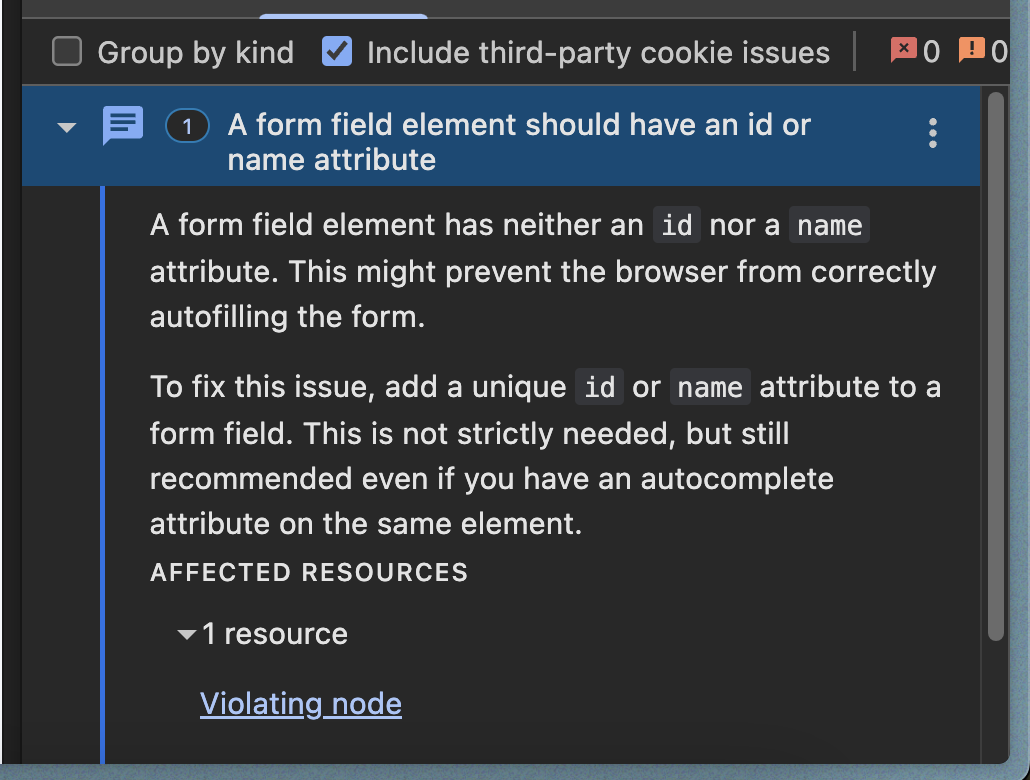 Group by kind Include third-party cookie issues 0 0
1 A form field element should have an id or
name attribute
A form field element has neither an id nor a name
attribute. This might prevent the browser from correctly
autofilling the form.
To fix this issue, add a unique id or name attribute to a
form field. This is not strictly needed, but still
recommended even if you have an autocomplete
attribute on the same element.
AFFECTED RESOURCES
1 resource
Violating node